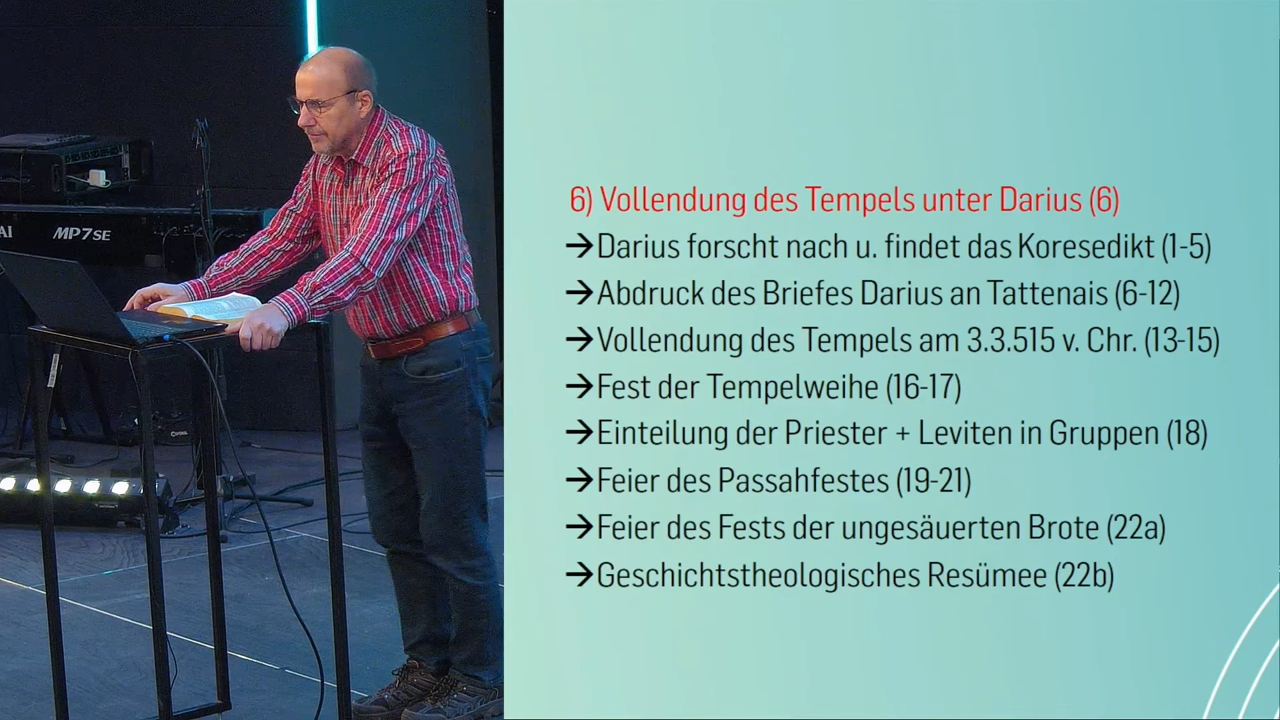 AI MP7SE
6) Vollendung des Tempels unter Darius (6)
→Darius forscht nach u. findet das Koresedikt (1-5)
→Abdruck des Briefes Darius an Tattenais (6-12)
→Vollendung des Tempels am 3.3.515 v. Chr. (13-15)
→Fest der Tempelweihe (16-17)
→Einteilung der Priester + Leviten in Gruppen (18)
→Feier des Passahfestes (19-21)
→Feier des Fests der ungesäuerten Brote (22a)
→Geschichtstheologisches Resümee (22b)